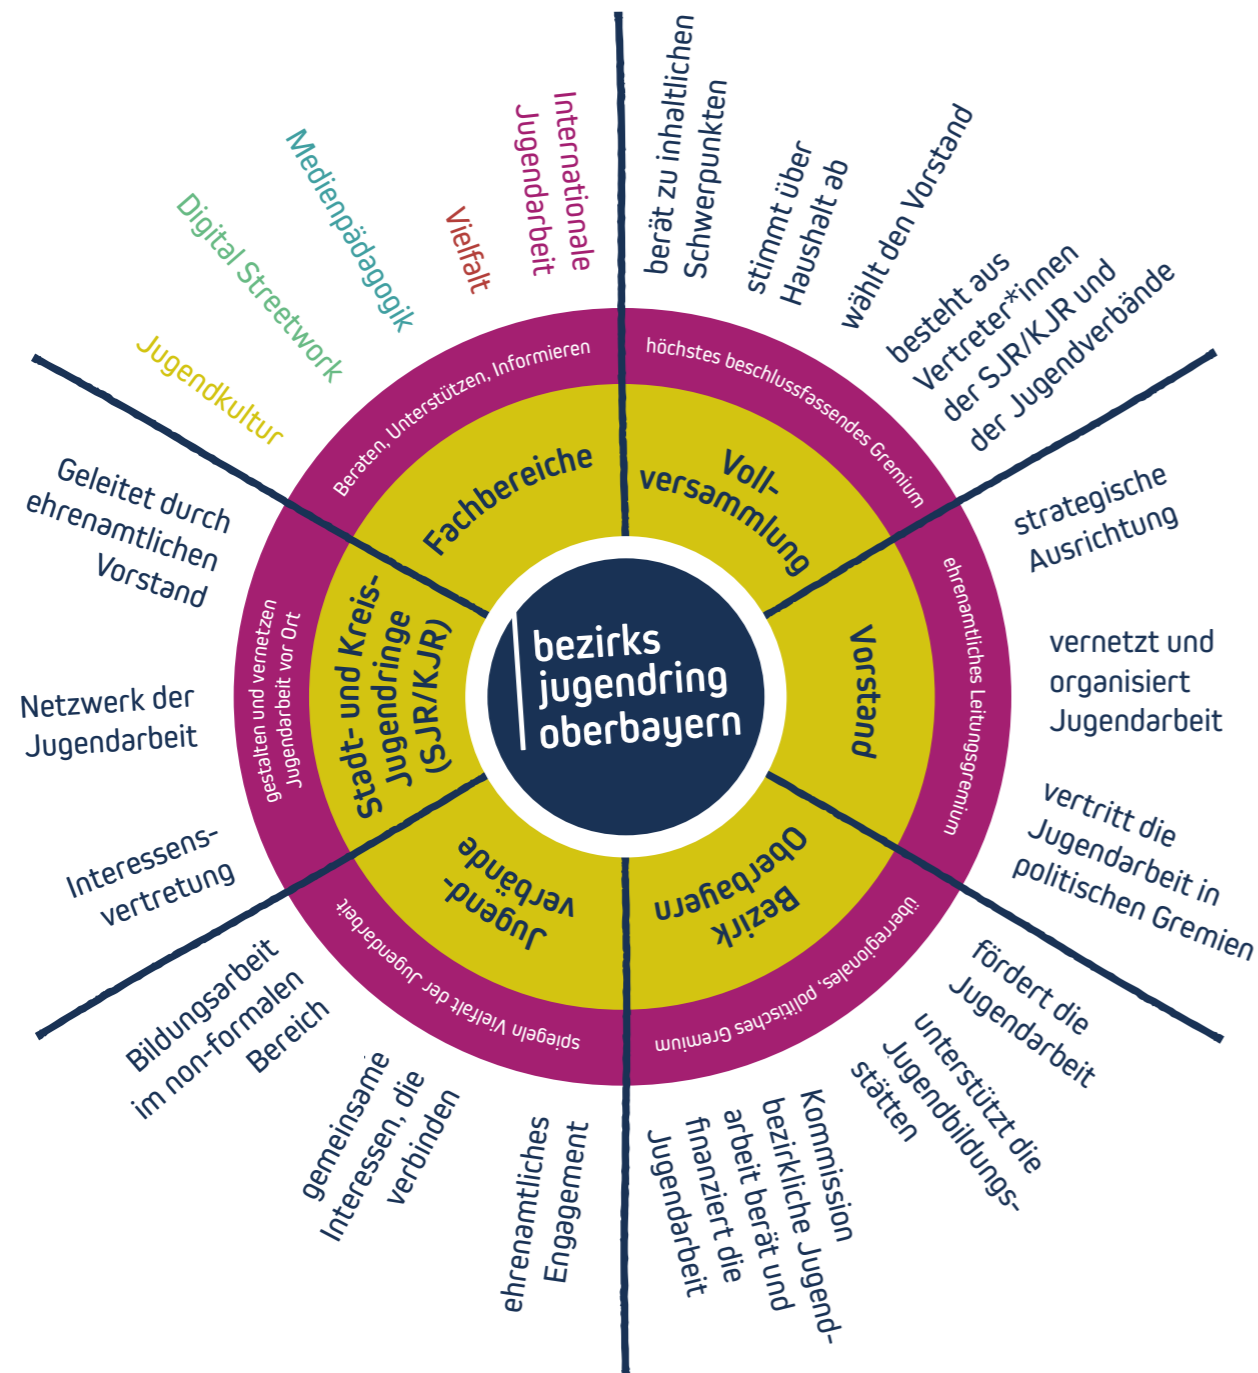 bezirks
jugendring
oberbayern
Voll-
versammlung
höchstes beschlussfassendes Gremium
berät zu inhaltlichen
Schwerpunkten
stimmt über
Haushalt ab
wählt den Vorstand
besteht aus
Vertreter*innen
der SJR/KJR und
der Jugendverbände
Vorstand
ehrenamtliches Leitungsgremium
strategische
Ausrichtung
vernetzt und
organisiert
Jugendarbeit
vertritt die
Jugendarbeit in
politischen Gremien
Bezirk
Oberbayern
überregionales, politisches Gremium
fördert die
Jugendarbeit
unterstützt die
Jugendbildungs-
stätten
Kommission
bezirkliche Jugend-
arbeit berät und
finanziert die
Jugendarbeit
Jugend-
verbände
spiegeln Vielfalt der Jugendarbeit
ehrenamtliches
Engagement
gemeinsame
Interessen, die
verbinden
Bildungsarbeit
im non-formalen
Bereich
Stadt- und Kreis-
Jugendringe
(SJR/KJR)
gestalten und vernetzen
Jugendarbeit vor Ort
Interessens-
vertretung
Netzwerk der
Jugendarbeit
Geleitet durch
ehrenamtlichen
Vorstand
Fachbereiche
Beraten, Unterstützen, Informieren
Jugendkultur
Digital Streetwork
Medienpädagogik
Vielfalt
Internationale
Jugendarbeit